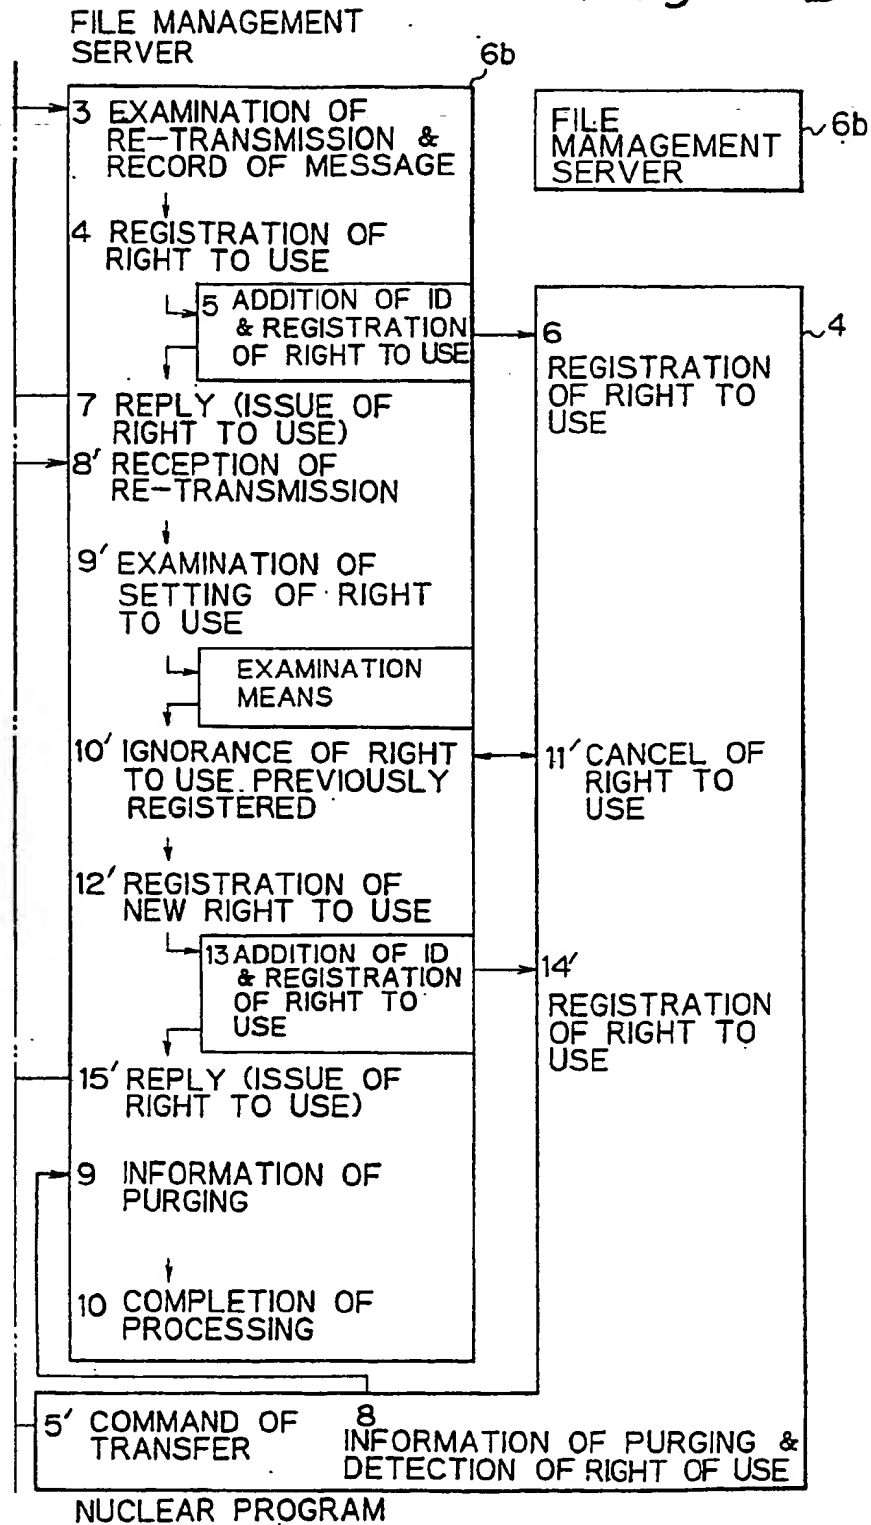 FILE MANAGEMENT
SERVER
6b
3 EXAMINATION OF
RE-TRANSMISSION &
RECORD OF MESSAGE
4 REGISTRATION OF
RIGHT TO USE
5 ADDITION OF ID
& REGISTRATION
OF RIGHT TO USE
7 REPLY (ISSUE OF
RIGHT TO USE)
8' RECEPTION OF
RE-TRANSMISSION
9' EXAMINATION OF
SETTING OF RIGHT
TO USE
EXAMINATION
MEANS
10' IGNORANCE OF RIGHT
TO USE PREVIOUSLY
REGISTERED
12' REGISTRATION OF
NEW RIGHT TO USE
13 ADDITION OF ID
& REGISTRATION
OF RIGHT TO
USE
15' REPLY (ISSUE OF
RIGHT TO USE)
9 INFORMATION OF
PURGING
10 COMPLETION OF
PROCESSING
FILE
MAMAGEMENT
SERVER
6b
4
6
REGISTRATION
OF RIGHT TO
USE
11' CANCEL OF
RIGHT TO
USE
14'
REGISTRATION
OF RIGHT TO
USE
5' COMMAND OF
TRANSFER
8
INFORMATION OF PURGING &
DETECTION OF RIGHT OF USE
NUCLEAR PROGRAM